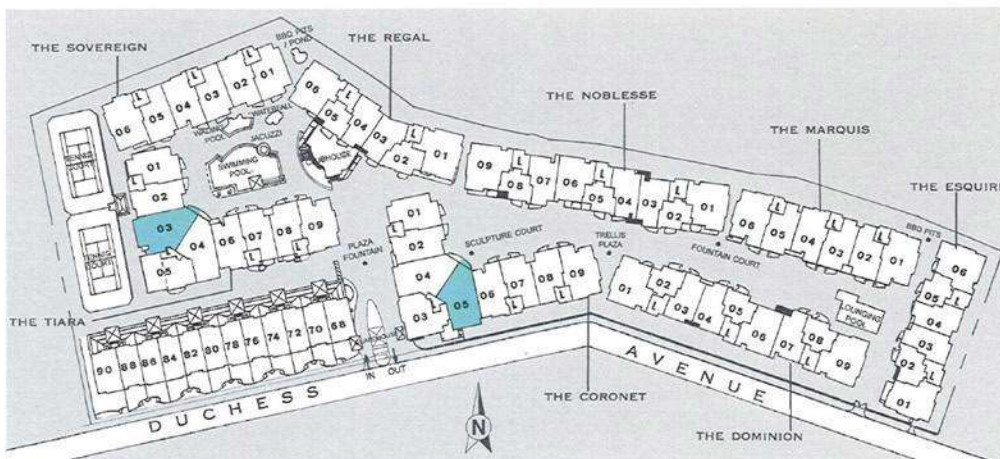 THE SOVEREIGN
BBQ PITS
/ POND
THE REGAL
THE NOBLESSE
THE MARQUIS
THE ESQUIRE
06 05 04 03 02 01
L L L
WADING
POOL
WATERFALL
JACUZZI
SWIMMING
POOL
06 05 04 03 02 01
L
09 08 07 06 05 04 03 02 01
L L L
06 05 04 03 02 01
L L L
BBQ PITS
06
05
L
04
03
02
L
01
TENNIS
COURT
01
L
02
03
04
05
L
06 07 08 09
L L
PLAZA
FOUNTAIN
01
L
02
04
03
L
05
06 07 08 09
L L
SCULPTURE COURT
TRELLIS
PLAZA
FOUNTAIN COURT
01 02 03 04 05 06 07 08 09
L L L L
LOUNGING
POOL
THE TIARA
90 88 86 84 82 80 78 76 74 72 70 68
IN OUT
DUCHESS AVENUE
THE CORONET
THE DOMINION
N